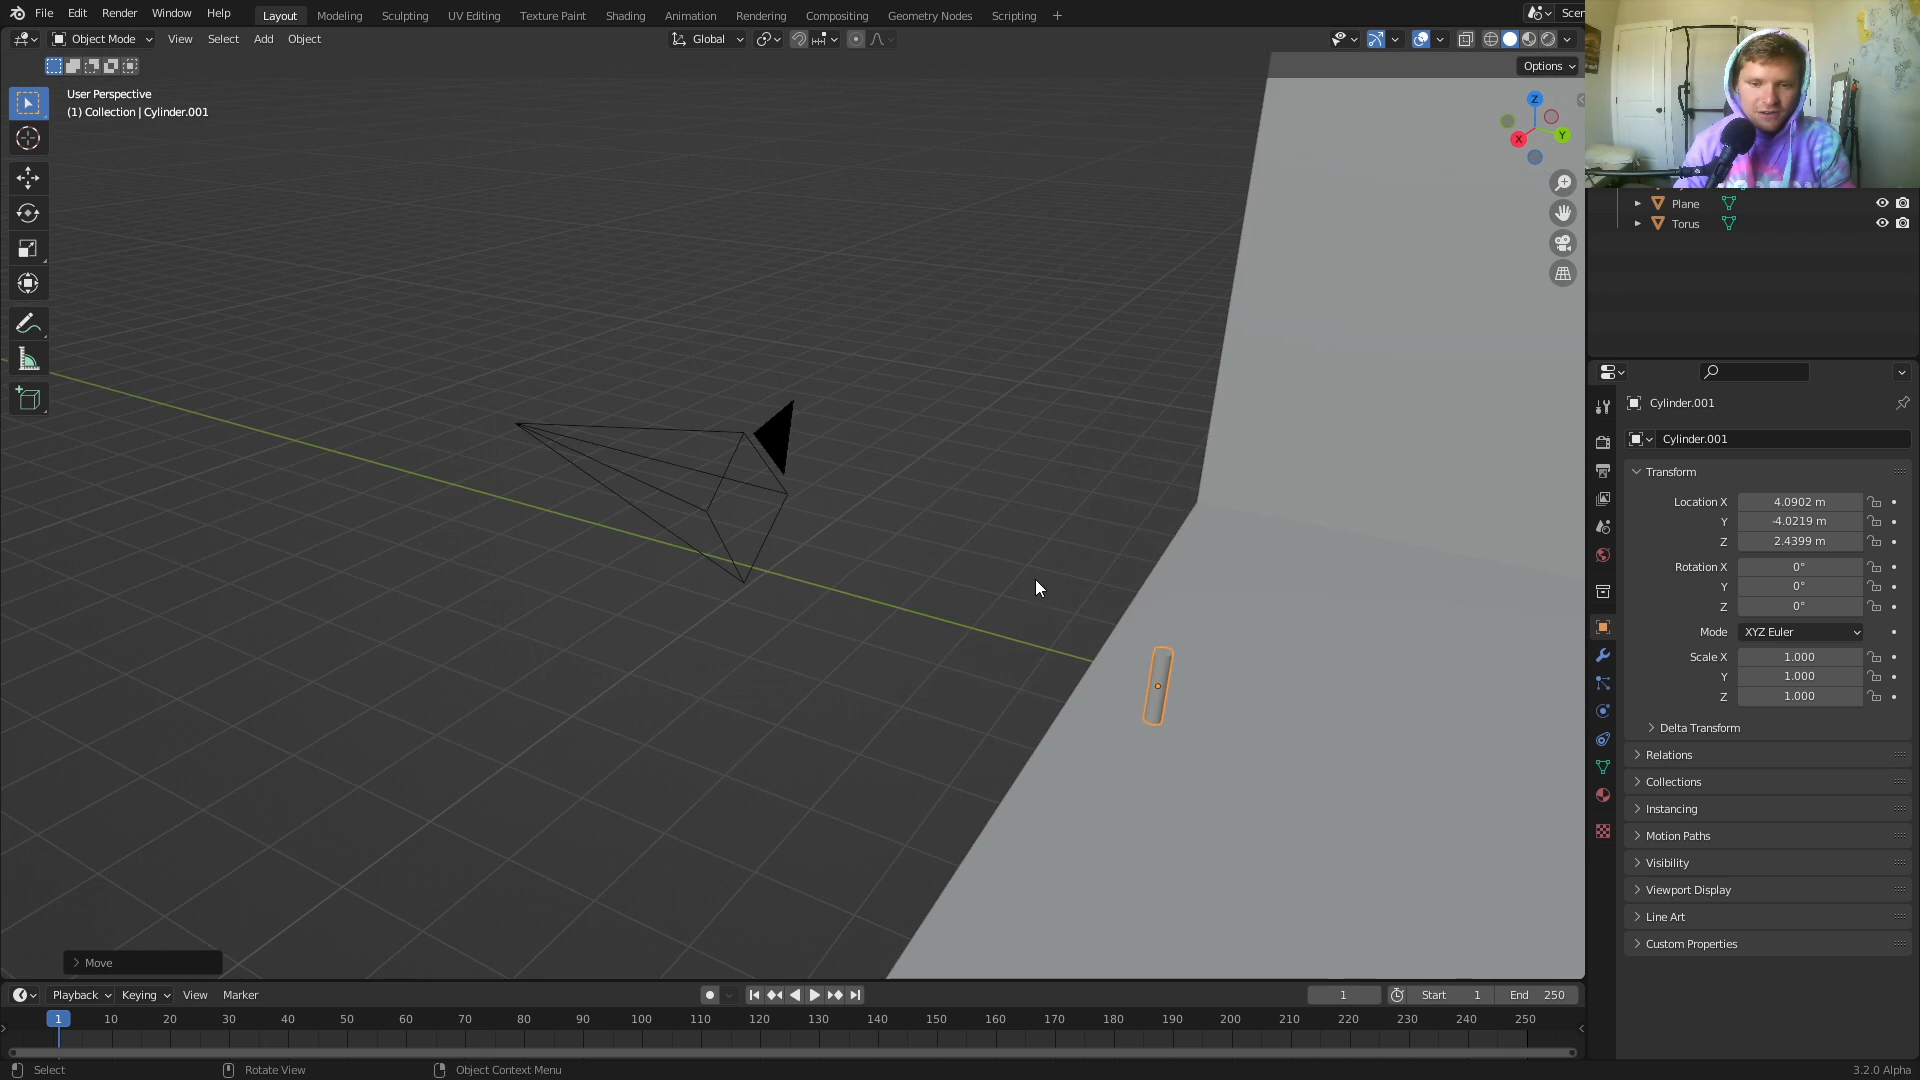 File Edit Render Window Help
Layout Modeling Sculpting UV Editing Texture Paint Shading Animation Rendering Compositing Geometry Nodes Scripting +
Scen
Object Mode View Select Add Object
Global
Options
User Perspective
(1) Collection | Cylinder.001
Z
X
Y
Plane
Torus
Cylinder.001
Cylinder.001
Transform
Location X 4.0902 m
Y -4.0219 m
Z 2.4399 m
Rotation X 0°
Y 0°
Z 0°
Mode XYZ Euler
Scale X 1.000
Y 1.000
Z 1.000
Delta Transform
Relations
Collections
Instancing
Motion Paths
Visibility
Viewport Display
Line Art
Custom Properties
Move
Playback Keying View Marker
1 Start 1 End 250
1 10 20 30 40 50 60 70 80 90 100 110 120 130 140 150 160 170 180 190 200 210 220 230 240 250
Select Rotate View Object Context Menu
3.2.0 Alpha